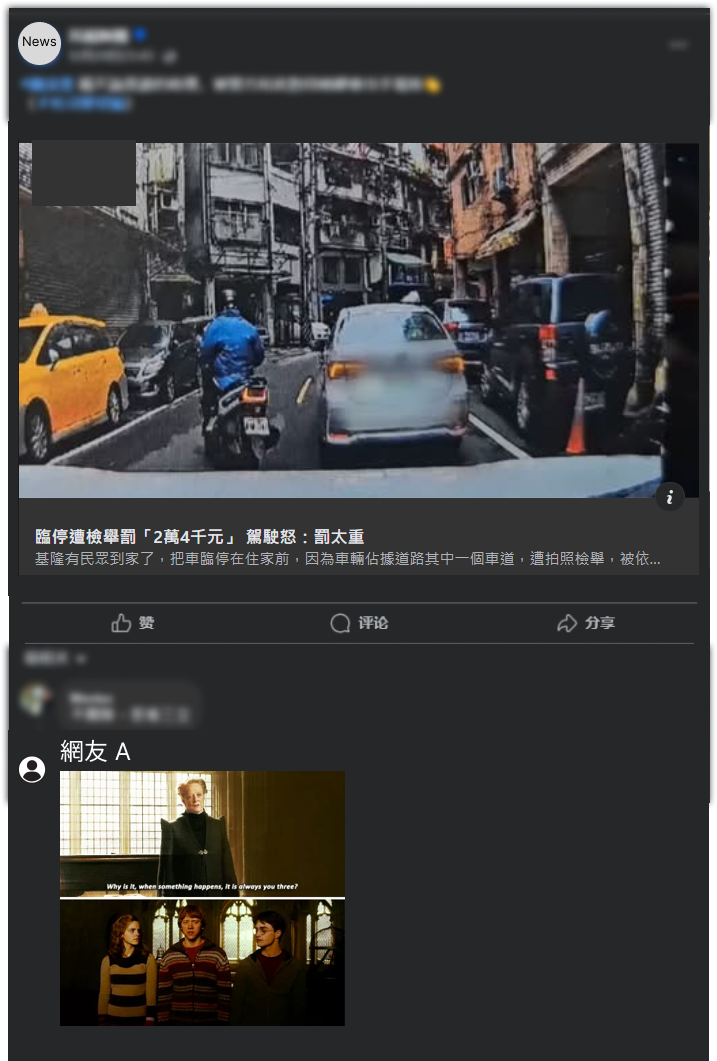 News
臨停遭檢舉罰「2萬4千元」 駕駛怒：罰太重
基隆有民眾到家了，把車臨停在住家前，因為車輛佔據道路其中一個車道，遭拍照檢舉，被依...
赞
评论
分享
網友 A
Why is it, when something happens, it is always you three?